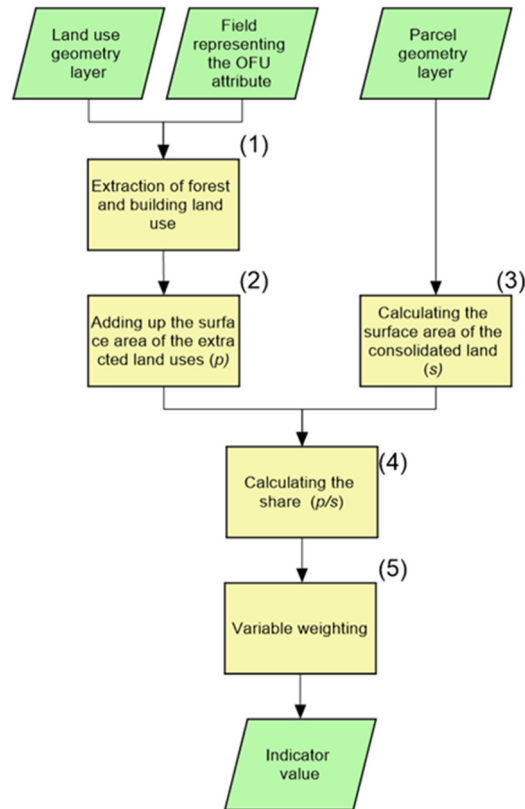 Land use
geometry
layer
Field
representing
the OFU
attribute
Parcel
geometry
layer
(1)
Extraction of forest
and building land
use
(2)
Adding up the surfa
ce area of the extra
cted land uses (p)
(3)
Calculating the
surface area of the
consolidated land
(s)
(4)
Calculating the
share (p/s)
(5)
Variable weighting
Indicator
value